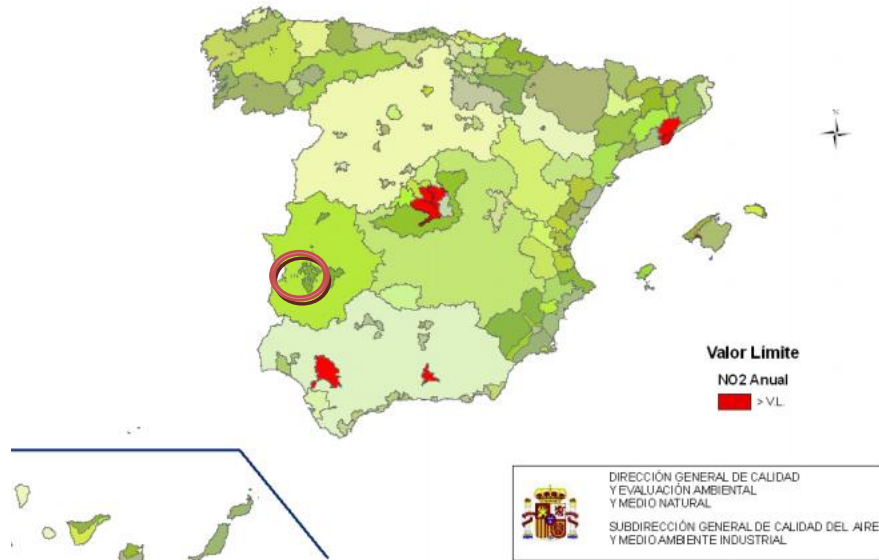 Valor Límite
NO2 Anual
> V.L.
DIRECCIÓN GENERAL DE CALIDAD
Y EVALUACIÓN AMBIENTAL
Y MEDIO NATURAL
SUBDIRECCIÓN GENERAL DE CALIDAD DEL AIRE
Y MEDIO AMBIENTE INDUSTRIAL